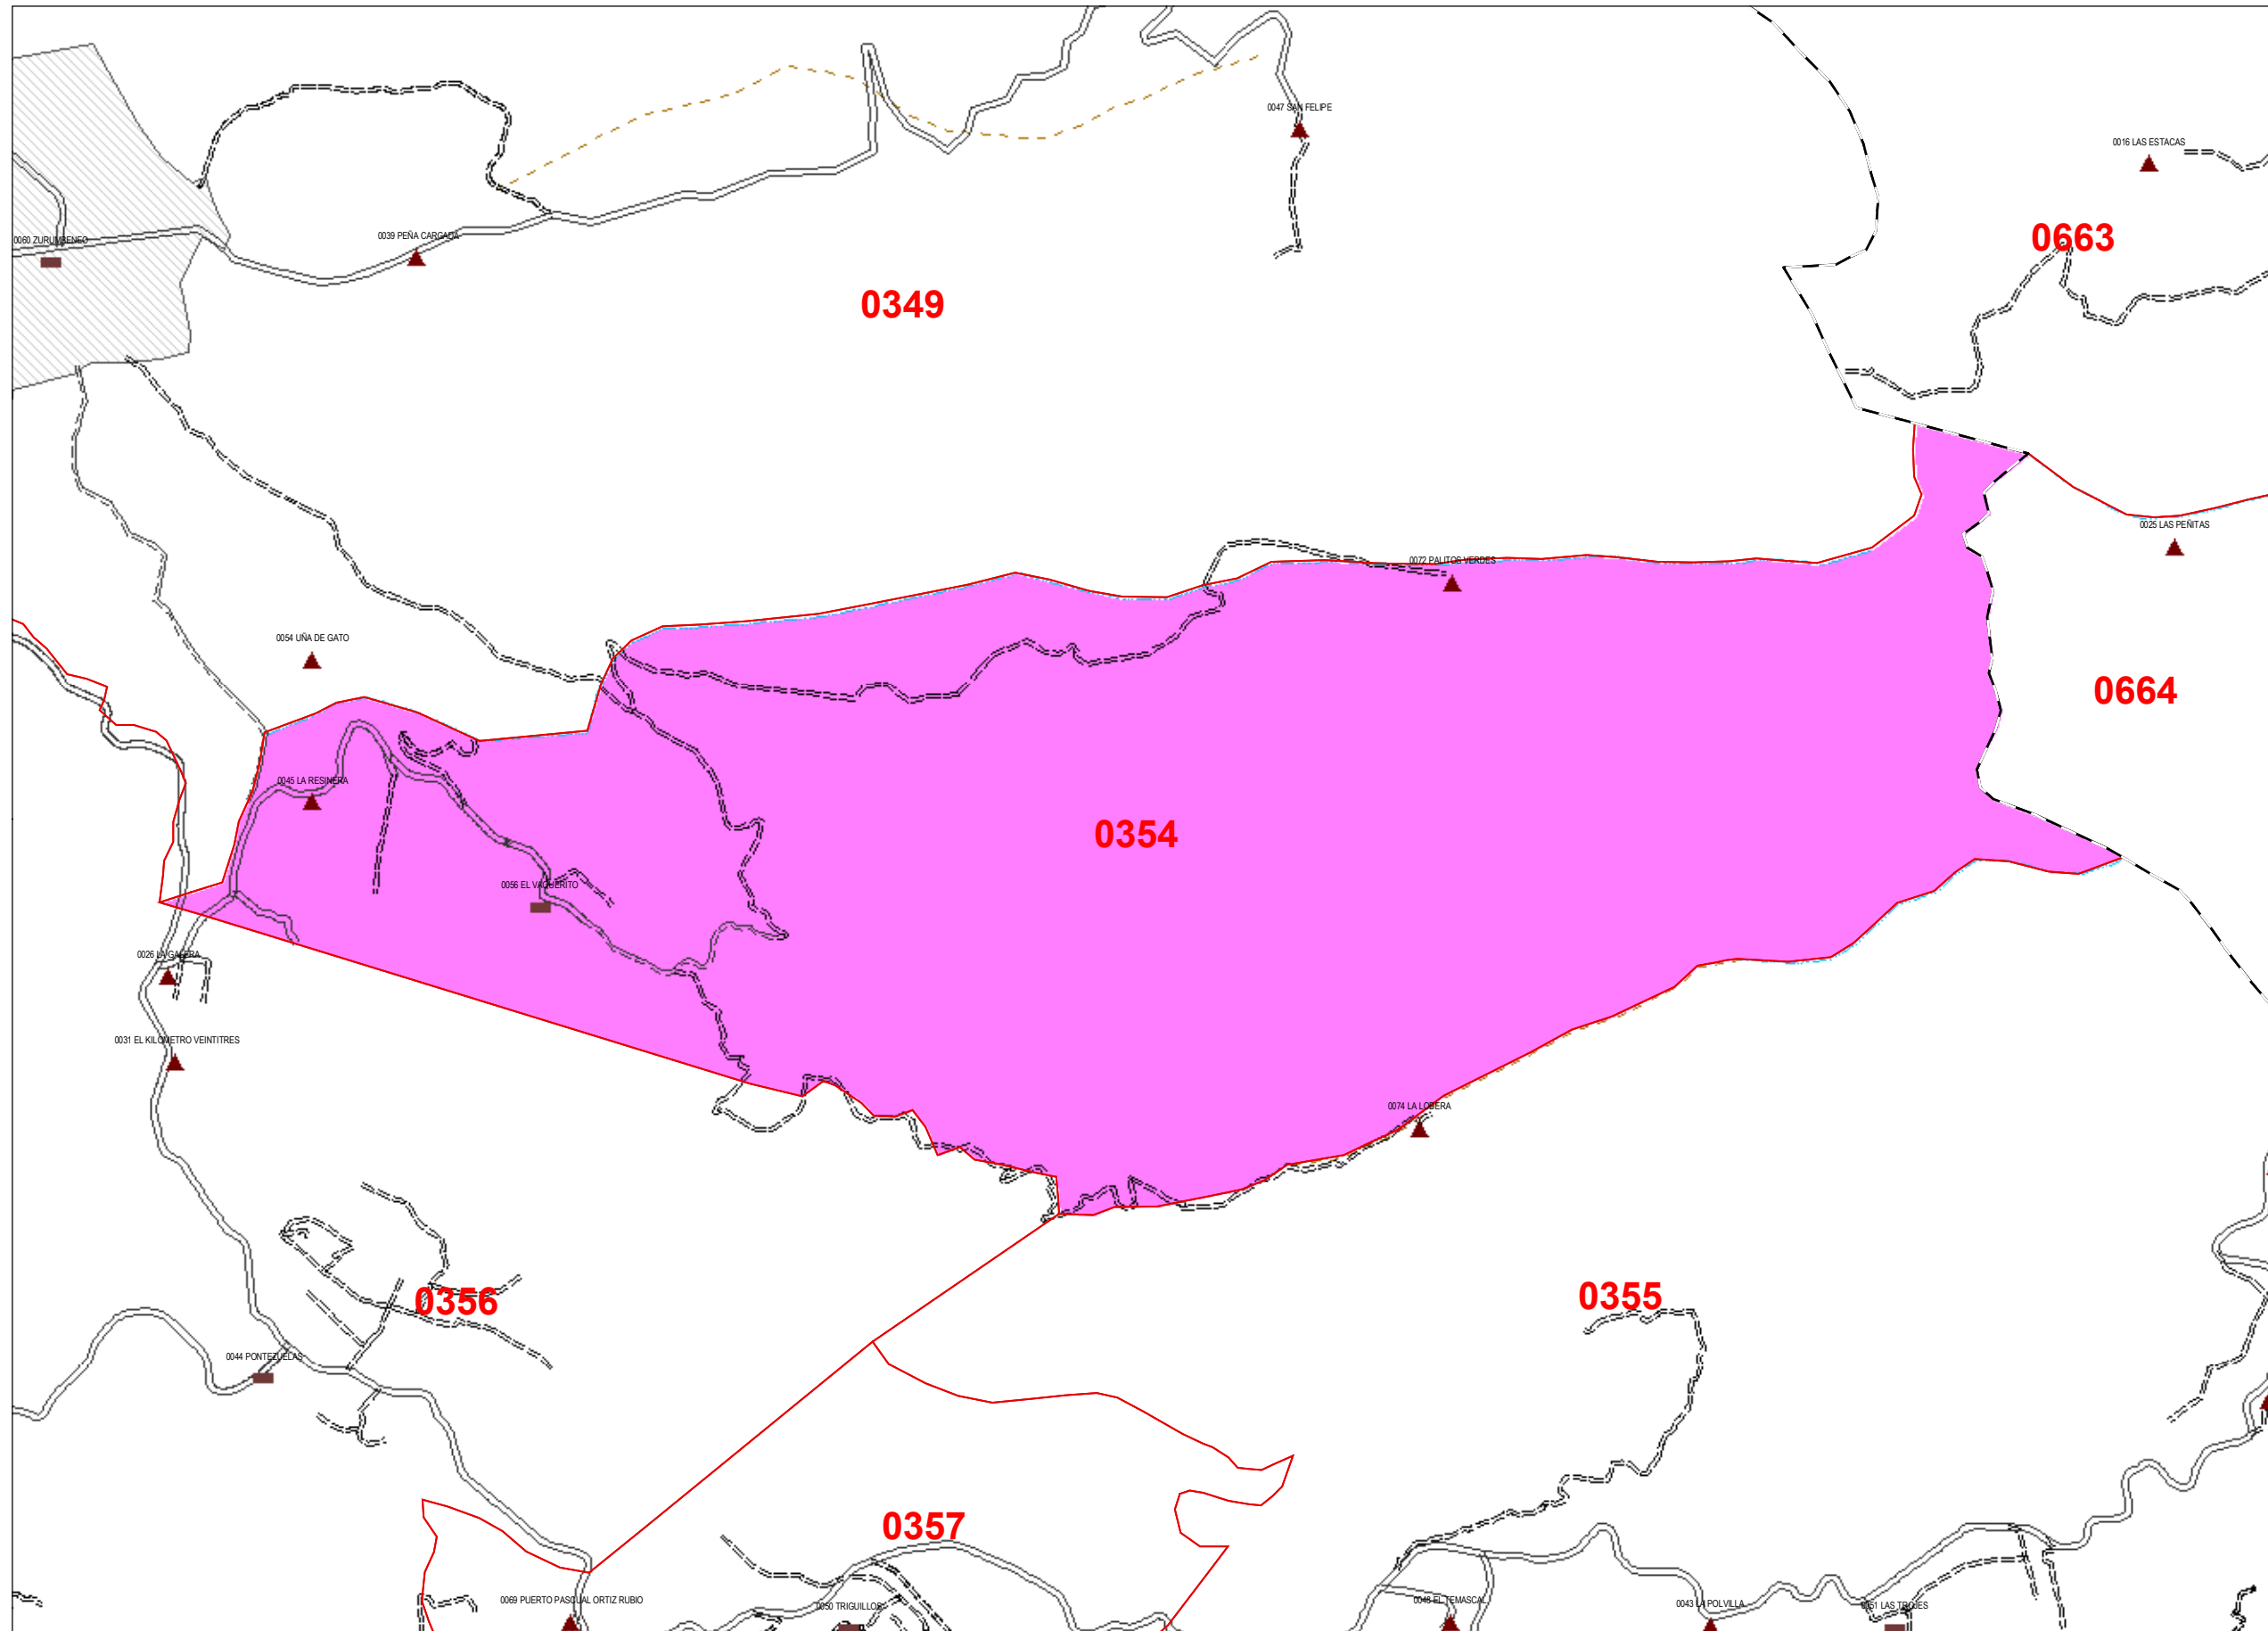 0047 SAN FELIPE
0016 LAS ESTACAS
0060 ZURUMBENEO
0039 PEÑA CARGADA
0663
0349
0025 LAS PEÑITAS
0072 PALITOS VERDES
0054 UÑA DE GATO
0664
0045 LA RESINERA
0354
0056 EL VAQUERITO
0026 LA GALERA
0031 EL KILOMETRO VEINTITRES
0074 LA LOBERA
0356
0355
0044 PONTEZUELAS
0357
0069 PUERTO PASCUAL ORTIZ RUBIO
0050 TRIGUILLOS
0048 EL TEMASCAL
0043 LA POLVILLA
0051 LAS TROJES